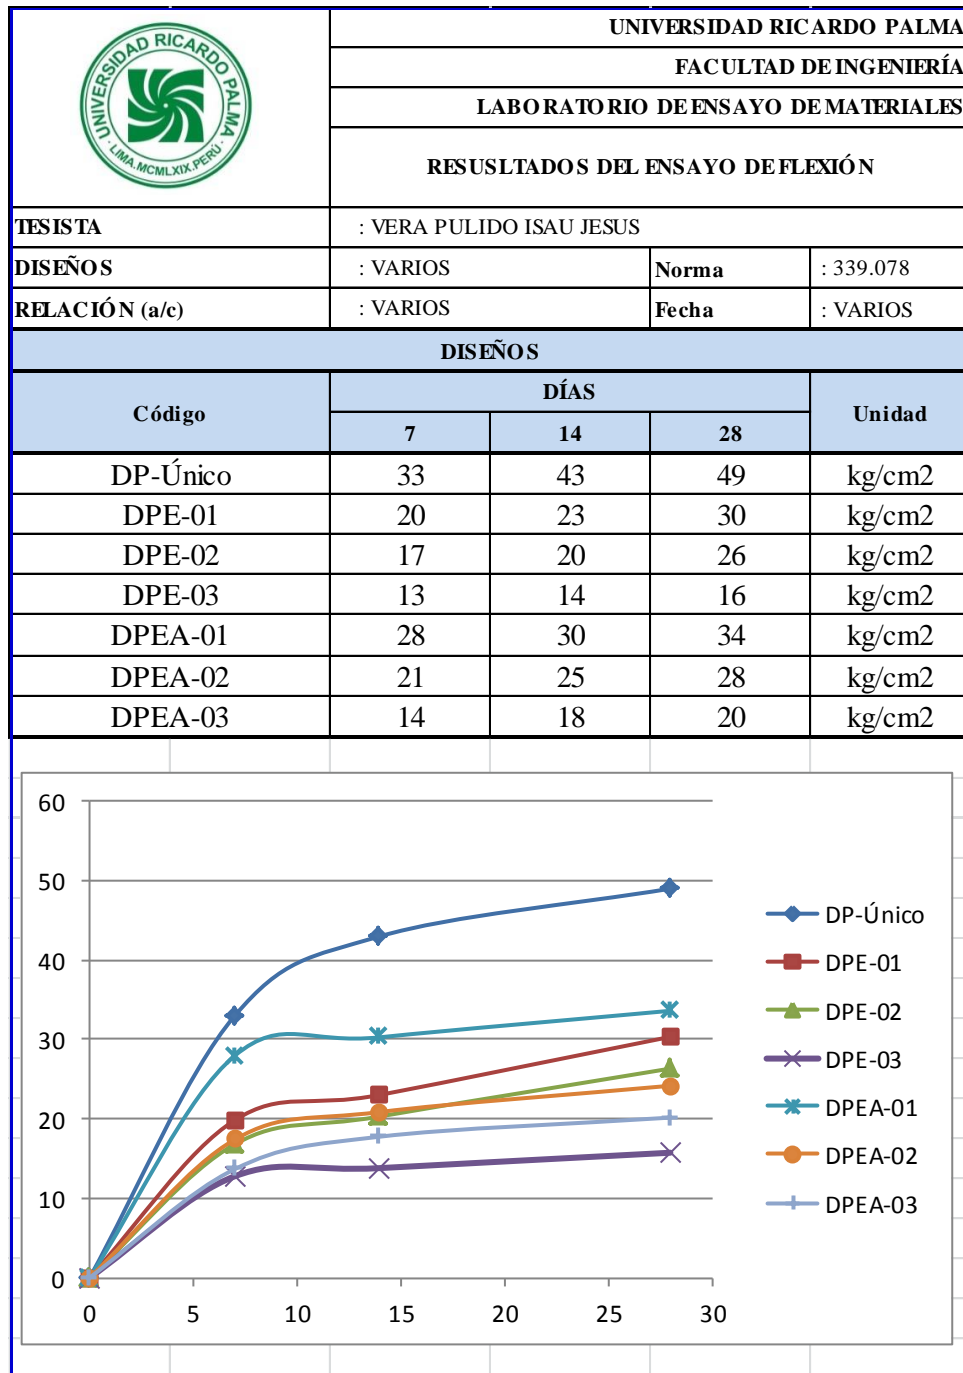 UNIVERSIDAD RICARDO PALMA
LIMA.MCMLXIX.PERÚ.
UNIVERSIDAD RICARDO PALMA
FACULTAD DE INGENIERÍA
LABORATORIO DE ENSAYO DE MATERIALES
RESUSLTADOS DEL ENSAYO DE FLEXIÓN
TESISTA : VERA PULIDO ISAU JESUS
DISEÑOS : VARIOS Norma : 339.078
RELACIÓN (a/c) : VARIOS Fecha : VARIOS
DISEÑOS
Código DÍAS Unidad
7 14 28
DP-Único 33 43 49 kg/cm2
DPE-01 20 23 30 kg/cm2
DPE-02 17 20 26 kg/cm2
DPE-03 13 14 16 kg/cm2
DPEA-01 28 30 34 kg/cm2
DPEA-02 21 25 28 kg/cm2
DPEA-03 14 18 20 kg/cm2
60
50
40
30
20
10
0
0 5 10 15 20 25 30
DP-Único
DPE-01
DPE-02
DPE-03
DPEA-01
DPEA-02
DPEA-03